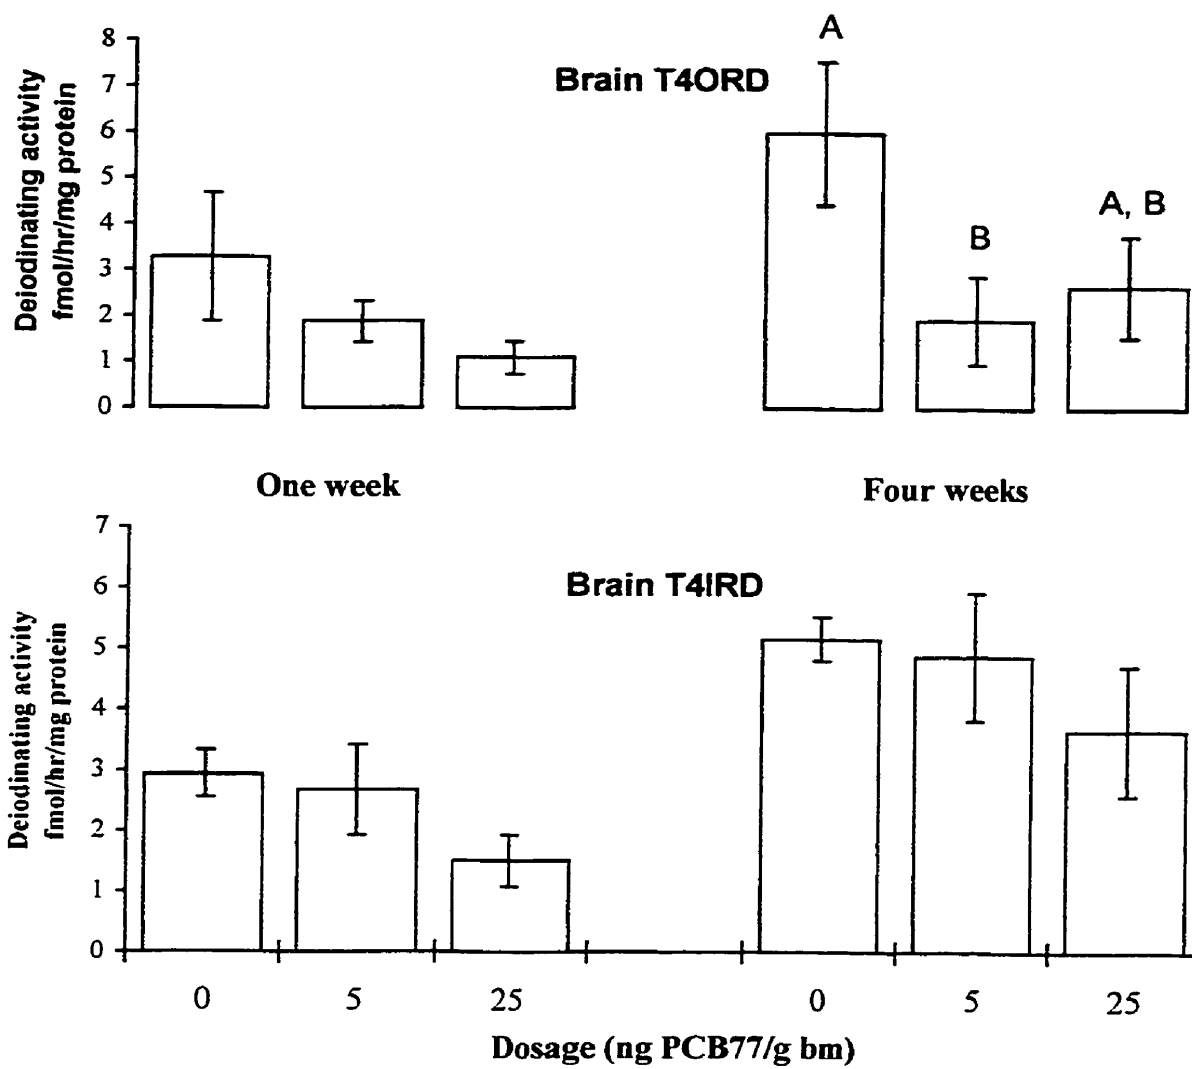 Deiodinating activity
fmol/hr/mg protein
8
7
6
5
4
3
2
1
0
Brain T4ORD
A
B
A, B
One week
Four weeks
Deiodinating activity
fmol/hr/mg protein
7
6
5
4
3
2
1
0
Brain T4IRD
0 5 25 0 5 25
Dosage (ng PCB77/g bm)